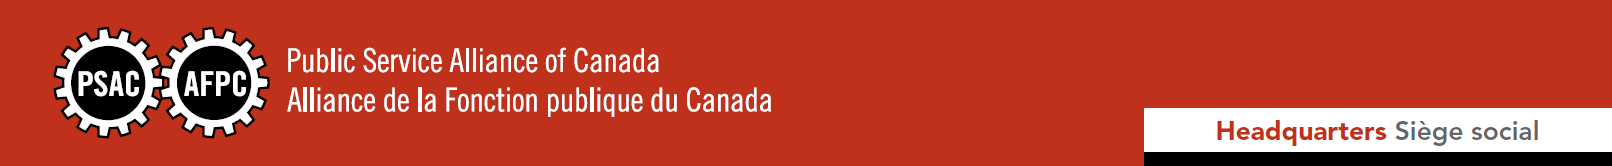 PSAC AFPC
Public Service Alliance of Canada
Alliance de la Fonction publique du Canada
Headquarters Siège social